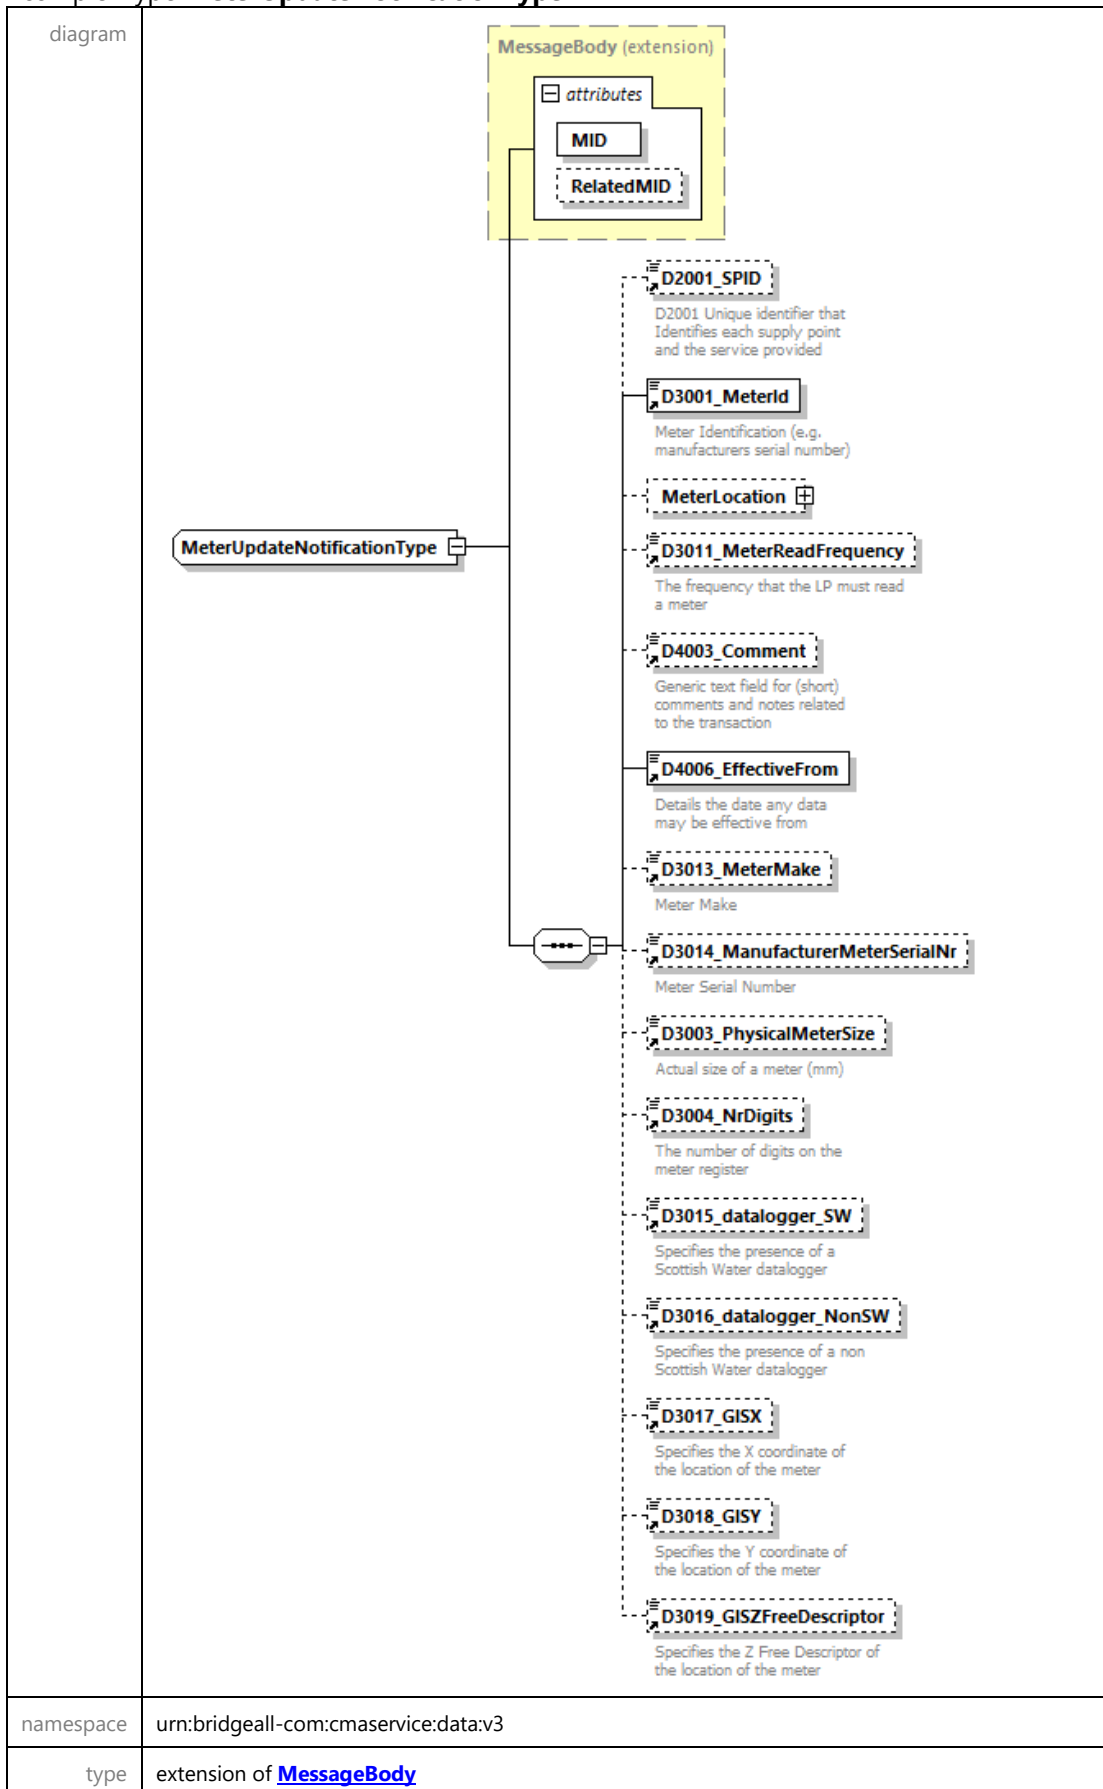 diagram
MessageBody (extension)
attributes
MID
RelatedMID
D2001_SPID
D2001 Unique identifier that
Identifies each supply point
and the service provided
D3001_MeterId
Meter Identification (e.g.
manufacturers serial number)
MeterLocation
MeterUpdateNotificationType
D3011_MeterReadFrequency
The frequency that the LP must read
a meter
D4003_Comment
Generic text field for (short)
comments and notes related
to the transaction
D4006_EffectiveFrom
Details the date any data
may be effective from
D3013_MeterMake
Meter Make
D3014_ManufacturerMeterSerialNr
Meter Serial Number
D3003_PhysicalMeterSize
Actual size of a meter (mm)
D3004_NrDigits
The number of digits on the
meter register
D3015_datalogger_SW
Specifies the presence of a
Scottish Water datalogger
D3016_datalogger_NonSW
Specifies the presence of a non
Scottish Water datalogger
D3017_GISX
Specifies the X coordinate of
the location of the meter
D3018_GISY
Specifies the Y coordinate of
the location of the meter
D3019_GISZFreeDescriptor
Specifies the Z Free Descriptor of
the location of the meter
namespace urn:bridgeall-com:cmaservice:data:v3
type extension of MessageBody